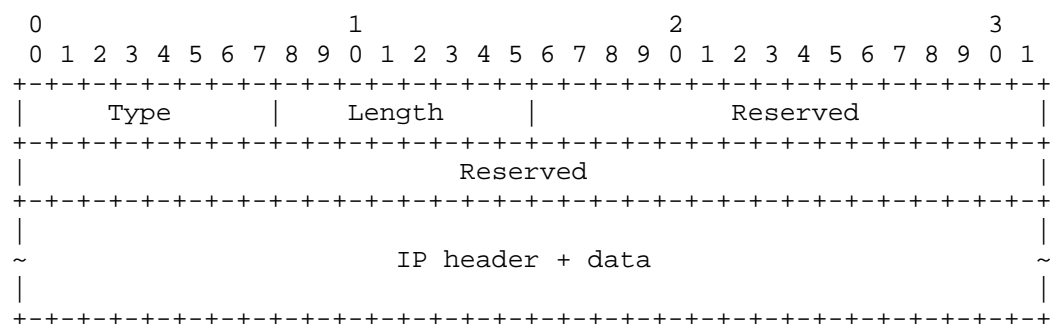 0                   1                   2                   3
 0 1 2 3 4 5 6 7 8 9 0 1 2 3 4 5 6 7 8 9 0 1 2 3 4 5 6 7 8 9 0 1
+-+-+-+-+-+-+-+-+-+-+-+-+-+-+-+-+-+-+-+-+-+-+-+-+-+-+-+-+-+-+-+-+
|     Type      |    Length     |            Reserved           |
+-+-+-+-+-+-+-+-+-+-+-+-+-+-+-+-+-+-+-+-+-+-+-+-+-+-+-+-+-+-+-+-+
|                           Reserved                            |
+-+-+-+-+-+-+-+-+-+-+-+-+-+-+-+-+-+-+-+-+-+-+-+-+-+-+-+-+-+-+-+-+
|                                                               |
~                       IP header + data                        ~
|                                                               |
+-+-+-+-+-+-+-+-+-+-+-+-+-+-+-+-+-+-+-+-+-+-+-+-+-+-+-+-+-+-+-+-+